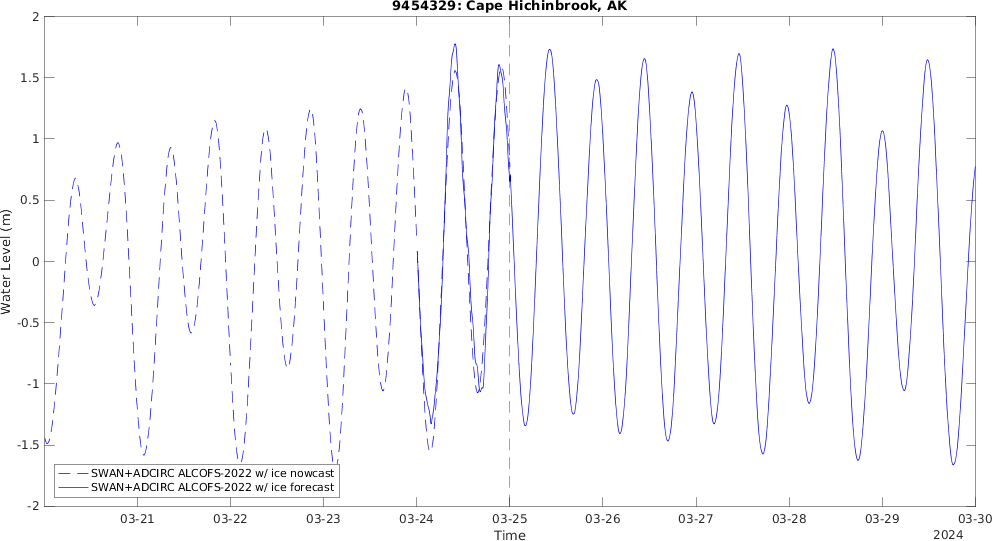 9454329: Cape Hichinbrook, AK
2
1.5
1
0.5
0
-0.5
-1
-1.5
-2
Water Level (m)
SWAN+ADCIRC ALCOFS-2022 w/ ice nowcast
SWAN+ADCIRC ALCOFS-2022 w/ ice forecast
03-21 03-22 03-23 03-24 03-25 03-26 03-27 03-28 03-29 03-30
Time
2024